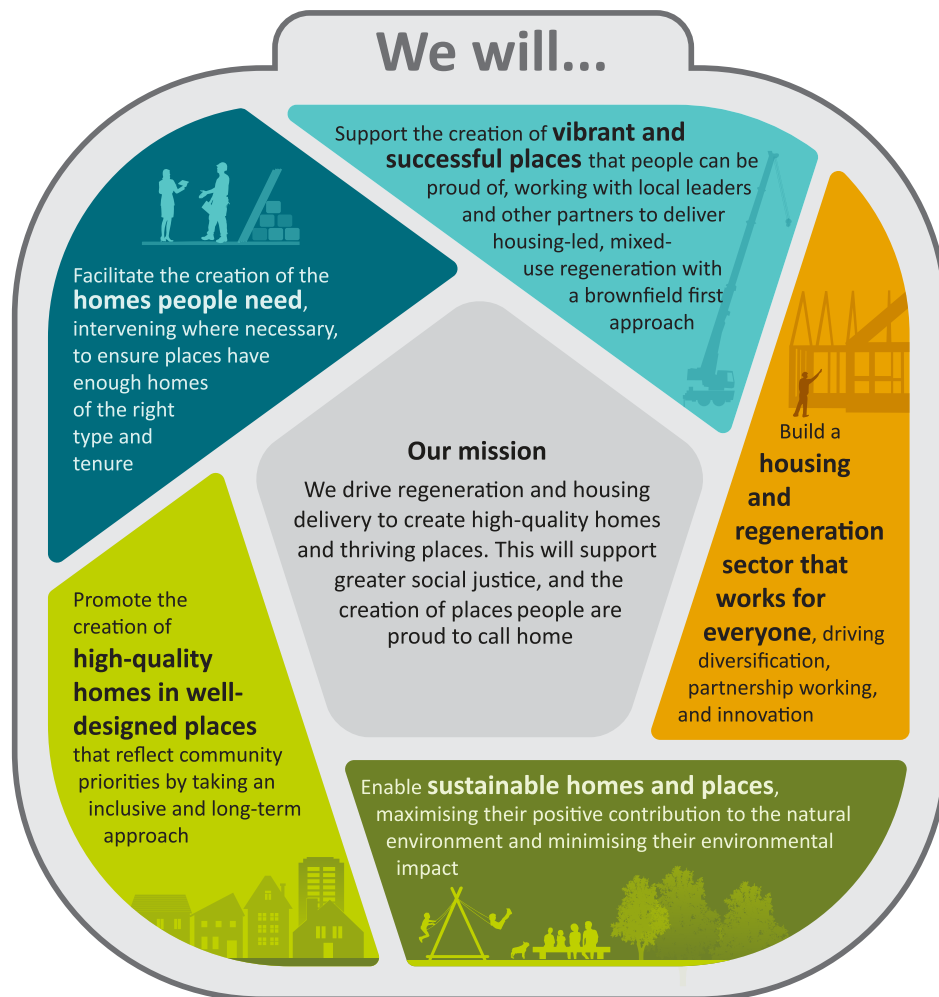 We will...
Support the creation of vibrant and
successful places that people can be
proud of, working with local leaders
and other partners to deliver
housing-led, mixed-
use regeneration with
a brownfield first
approach
Build a
housing
and
regeneration
sector that
works for
everyone, driving
diversification,
partnership working,
and innovation
Enable sustainable homes and places,
maximising their positive contribution to the natural
environment and minimising their environmental
impact
Promote the
creation of
high-quality
homes in well-
designed places
that reflect community
priorities by taking an
inclusive and long-term
approach
Facilitate the creation of the
homes people need,
intervening where necessary,
to ensure places have
enough homes
of the right
type and
tenure
Our mission
We drive regeneration and housing
delivery to create high-quality homes
and thriving places. This will support
greater social justice, and the
creation of places people are
proud to call home